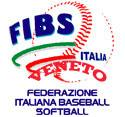 FIBS
ITALIA
VENETO
FEDERAZIONE
ITALIANA BASEBALL
SOFTBALL